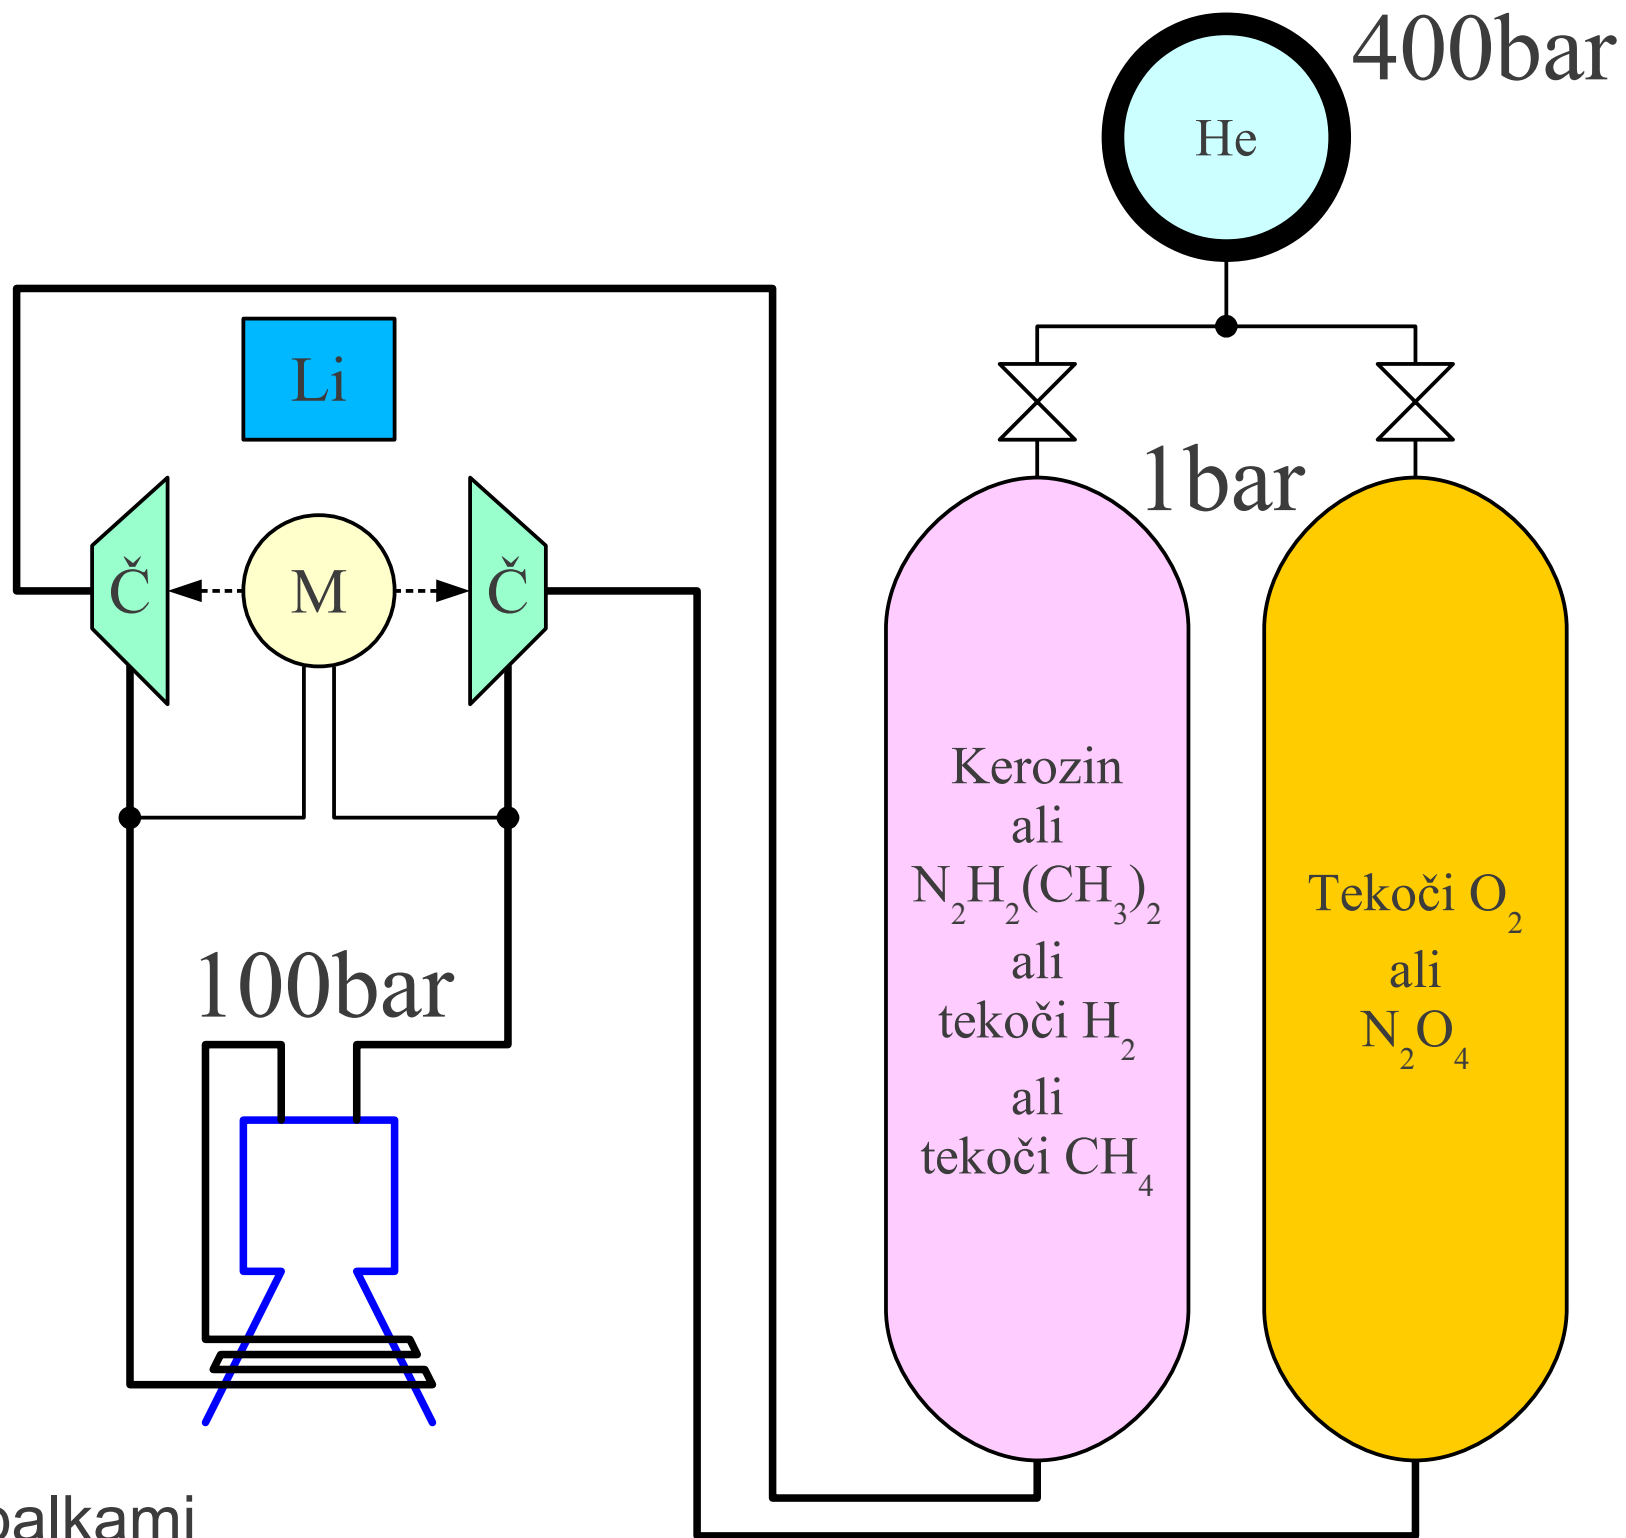 400bar
He
Li
1bar
Č
M
Č
Kerozin
ali
N₂H₂(CH₃)₂
ali
tekoči H₂
ali
tekoči CH₄
Tekoči O₂
ali
N₂O₄
100bar